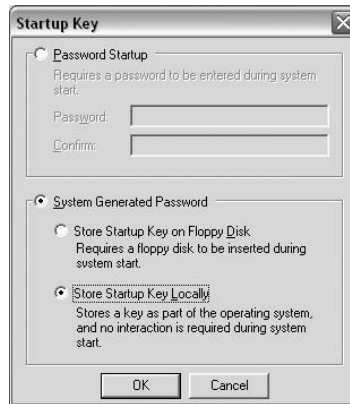 Startup Key
Password Startup
Requires a password to be entered during system
start.
Password:
Confirm:
System Generated Password
Store Startup Key on Floppy Disk
Requires a floppy disk to be inserted during
system start.
Store Startup Key Locally
Stores a key as part of the operating system,
and no interaction is required during system
start.
OK Cancel